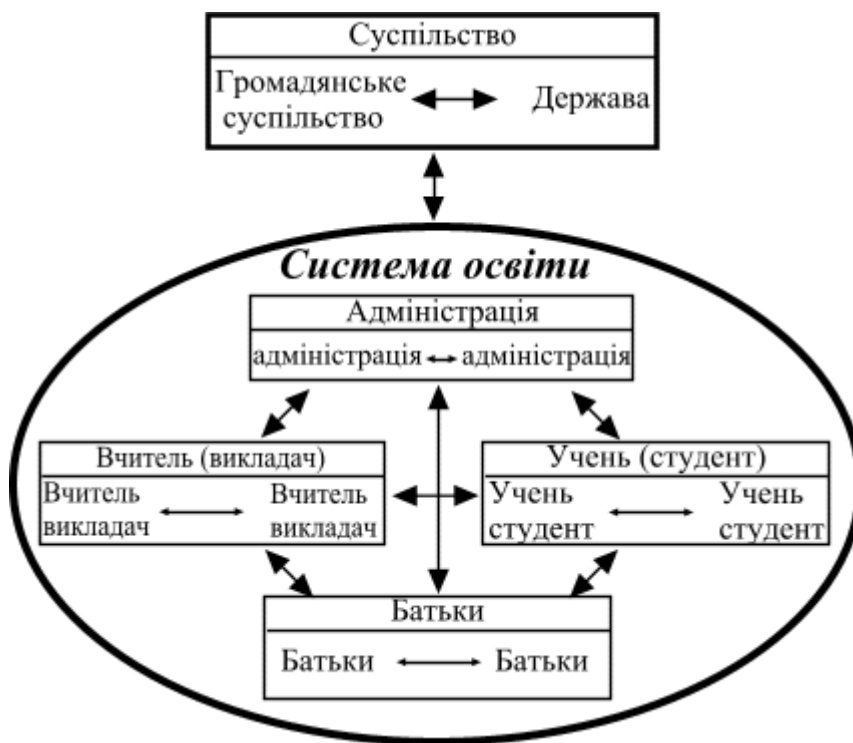 Суспільство
Громадянське Держава
суспільство
Система освіти
Адміністрація
адміністрація адміністрація
Вчитель (викладач)
Вчитель Вчитель
викладач викладач
Учень (студент)
Учень Учень
студент студент
Батьки
Батьки Батьки